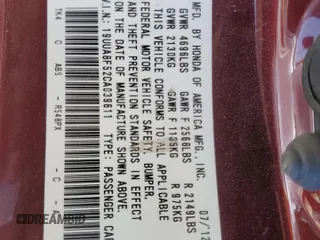 MFD. BY HONDA OF AMERICA MFG., INC. 07/12
GVWR 4696LBS GAWR F 2568LBS R 2149LBS
GVWR 2130KG GAWR F 1165KG R 975KG
THIS VEHICLE CONFORMS TO ALL APPLICABLE
FEDERAL MOTOR VEHICLE SAFETY, BUMPER,
AND THEFT PREVENTION STANDARDS IN EFFECT
ON THE DATE OF MANUFACTURE SHOWN ABOVE.
V.I.N. 19UUA8F52CA039611 TYPE: PASSENGER CA
TK4 C AB5 - R548PX - C -
DREAMBID